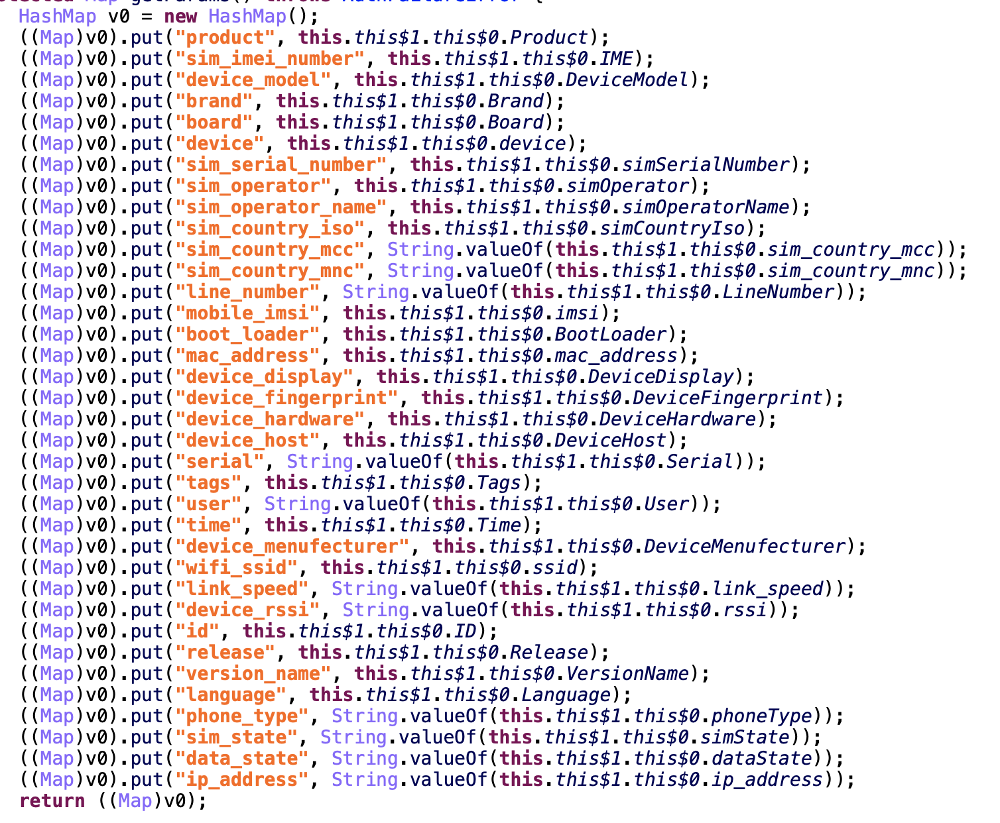 HashMap v0 = new HashMap();
((Map)v0).put("product", this.this$1.this$0.Product);
((Map)v0).put("sim_imei_number", this.this$1.this$0.IME);
((Map)v0).put("device_model", this.this$1.this$0.DeviceModel);
((Map)v0).put("brand", this.this$1.this$0.Brand);
((Map)v0).put("board", this.this$1.this$0.Board);
((Map)v0).put("device", this.this$1.this$0.device);
((Map)v0).put("sim_serial_number", this.this$1.this$0.simSerialNumber);
((Map)v0).put("sim_operator", this.this$1.this$0.simOperator);
((Map)v0).put("sim_operator_name", this.this$1.this$0.simOperatorName);
((Map)v0).put("sim_country_iso", this.this$1.this$0.simCountryIso);
((Map)v0).put("sim_country_mcc", String.valueOf(this.this$1.this$0.sim_country_mcc));
((Map)v0).put("sim_country_mnc", String.valueOf(this.this$1.this$0.sim_country_mnc));
((Map)v0).put("line_number", String.valueOf(this.this$1.this$0.LineNumber));
((Map)v0).put("mobile_imsi", this.this$1.this$0.imsi);
((Map)v0).put("boot_loader", this.this$1.this$0.BootLoader);
((Map)v0).put("mac_address", this.this$1.this$0.mac_address);
((Map)v0).put("device_display", this.this$1.this$0.DeviceDisplay);
((Map)v0).put("device_fingerprint", this.this$1.this$0.DeviceFingerprint);
((Map)v0).put("device_hardware", this.this$1.this$0.DeviceHardware);
((Map)v0).put("device_host", this.this$1.this$0.DeviceHost);
((Map)v0).put("serial", String.valueOf(this.this$1.this$0.Serial));
((Map)v0).put("tags", this.this$1.this$0.Tags);
((Map)v0).put("user", String.valueOf(this.this$1.this$0.User));
((Map)v0).put("time", this.this$1.this$0.Time);
((Map)v0).put("device_menufecturer", this.this$1.this$0.DeviceMenufecturer);
((Map)v0).put("wifi_ssid", this.this$1.this$0.ssid);
((Map)v0).put("link_speed", String.valueOf(this.this$1.this$0.link_speed));
((Map)v0).put("device_rssi", String.valueOf(this.this$1.this$0.rssi));
((Map)v0).put("id", this.this$1.this$0.ID);
((Map)v0).put("release", this.this$1.this$0.Release);
((Map)v0).put("version_name", this.this$1.this$0.VersionName);
((Map)v0).put("language", this.this$1.this$0.Language);
((Map)v0).put("phone_type", String.valueOf(this.this$1.this$0.phoneType));
((Map)v0).put("sim_state", String.valueOf(this.this$1.this$0.simState));
((Map)v0).put("data_state", String.valueOf(this.this$1.this$0.dataState));
((Map)v0).put("ip_address", String.valueOf(this.this$1.this$0.ip_address));
return ((Map)v0);